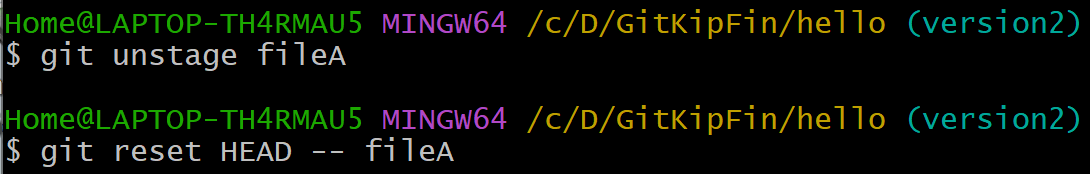 Home@LAPTOP-TH4RMAU5 MINGW64 /c/D/GitKipFin/hello (version2)
$ git unstage fileA
Home@LAPTOP-TH4RMAU5 MINGW64 /c/D/GitKipFin/hello (version2)
$ git reset HEAD -- fileA